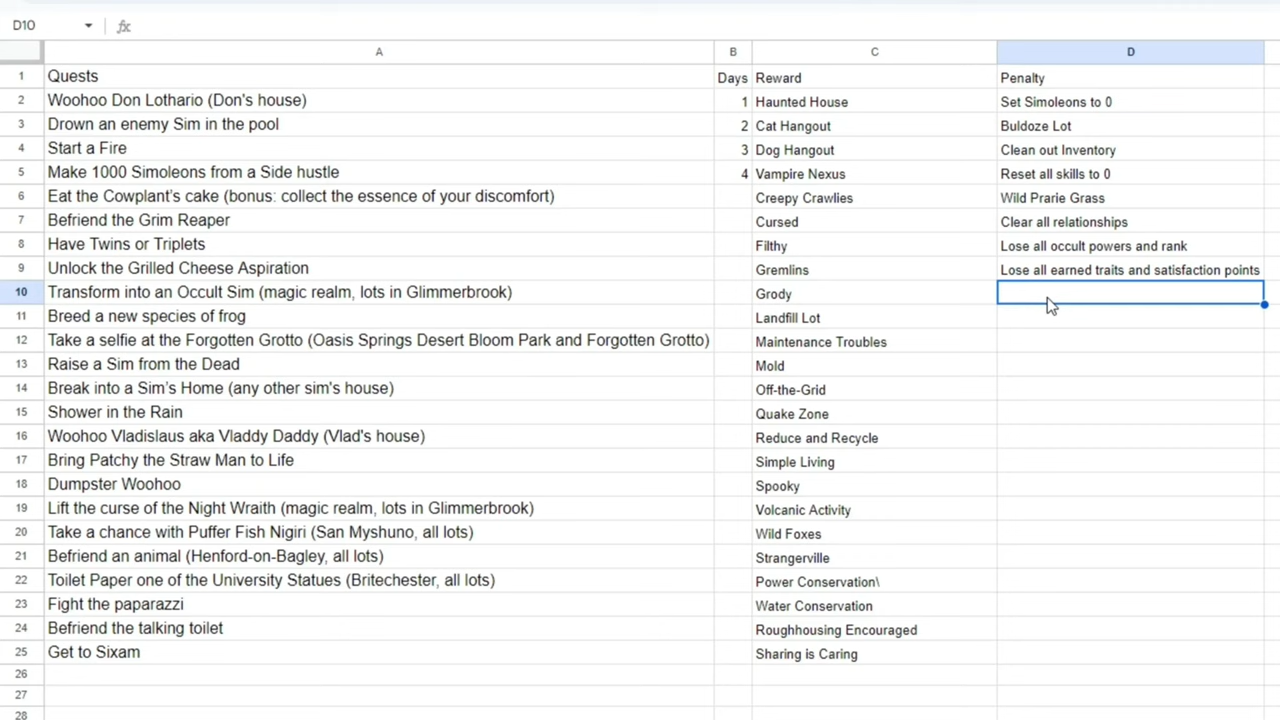 D10 fx
A B C D
1 Quests Days Reward Penalty
2 Woohoo Don Lothario (Don's house) 1 Haunted House Set Simoleons to 0
3 Drown an enemy Sim in the pool 2 Cat Hangout Buldoze Lot
4 Start a Fire 3 Dog Hangout Clean out Inventory
5 Make 1000 Simoleons from a Side hustle 4 Vampire Nexus Reset all skills to 0
6 Eat the Cowplant's cake (bonus: collect the essence of your discomfort) Creepy Crawlies Wild Prarie Grass
7 Befriend the Grim Reaper Cursed Clear all relationships
8 Have Twins or Triplets Filthy Lose all occult powers and rank
9 Unlock the Grilled Cheese Aspiration Gremlins Lose all earned traits and satisfaction points
10 Transform into an Occult Sim (magic realm, lots in Glimmerbrook) Grody
11 Breed a new species of frog Landfill Lot
12 Take a selfie at the Forgotten Grotto (Oasis Springs Desert Bloom Park and Forgotten Grotto) Maintenance Troubles
13 Raise a Sim from the Dead Mold
14 Break into a Sim's Home (any other sim's house) Off-the-Grid
15 Shower in the Rain Quake Zone
16 Woohoo Vladislaus aka Vladdy Daddy (Vlad's house) Reduce and Recycle
17 Bring Patchy the Straw Man to Life Simple Living
18 Dumpster Woohoo Spooky
19 Lift the curse of the Night Wraith (magic realm, lots in Glimmerbrook) Volcanic Activity
20 Take a chance with Puffer Fish Nigiri (San Myshuno, all lots) Wild Foxes
21 Befriend an animal (Henford-on-Bagley, all lots) Strangerville
22 Toilet Paper one of the University Statues (Britechester, all lots) Power Conservation\
23 Fight the paparazzi Water Conservation
24 Befriend the talking toilet Roughhousing Encouraged
25 Get to Sixam Sharing is Caring
26
27
28